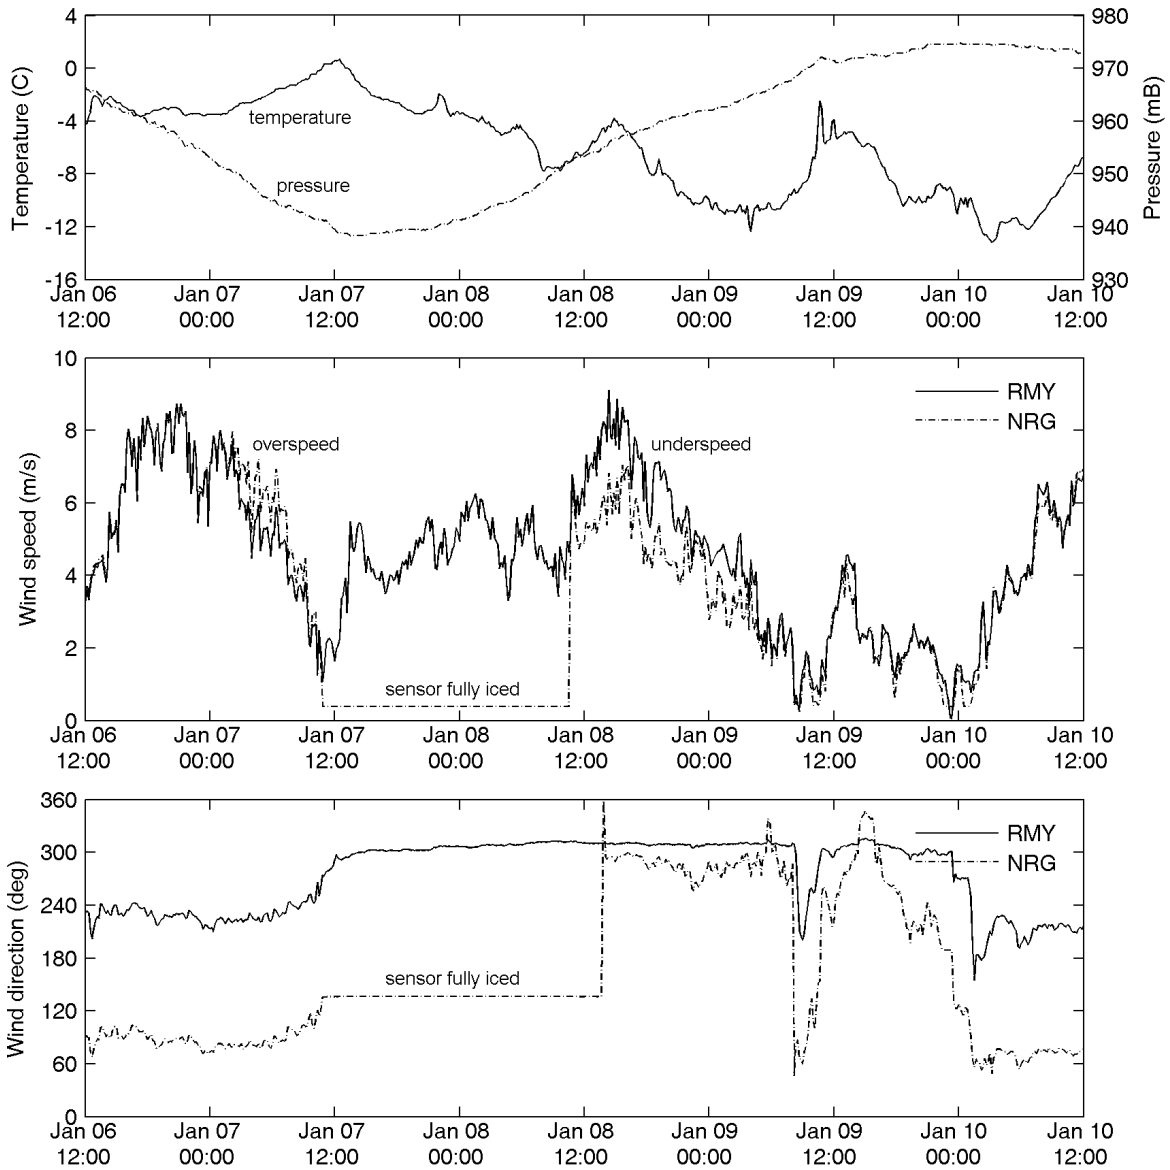 4
0
-4
-8
-12
-16
Temperature (C)
980
970
960
950
940
930
Pressure (mB)
temperature
pressure
Jan 06 Jan 07 Jan 07 Jan 08 Jan 08 Jan 09 Jan 09 Jan 10 Jan 10
12:00 00:00 12:00 00:00 12:00 00:00 12:00 00:00 12:00
10
8
6
4
2
0
Wind speed (m/s)
RMY
NRG
overspeed
underspeed
sensor fully iced
Jan 06 Jan 07 Jan 07 Jan 08 Jan 08 Jan 09 Jan 09 Jan 10 Jan 10
12:00 00:00 12:00 00:00 12:00 00:00 12:00 00:00 12:00
360
300
240
180
120
60
0
Wind direction (deg)
RMY
NRG
sensor fully iced
Jan 06 Jan 07 Jan 07 Jan 08 Jan 08 Jan 09 Jan 09 Jan 10 Jan 10
12:00 00:00 12:00 00:00 12:00 00:00 12:00 00:00 12:00